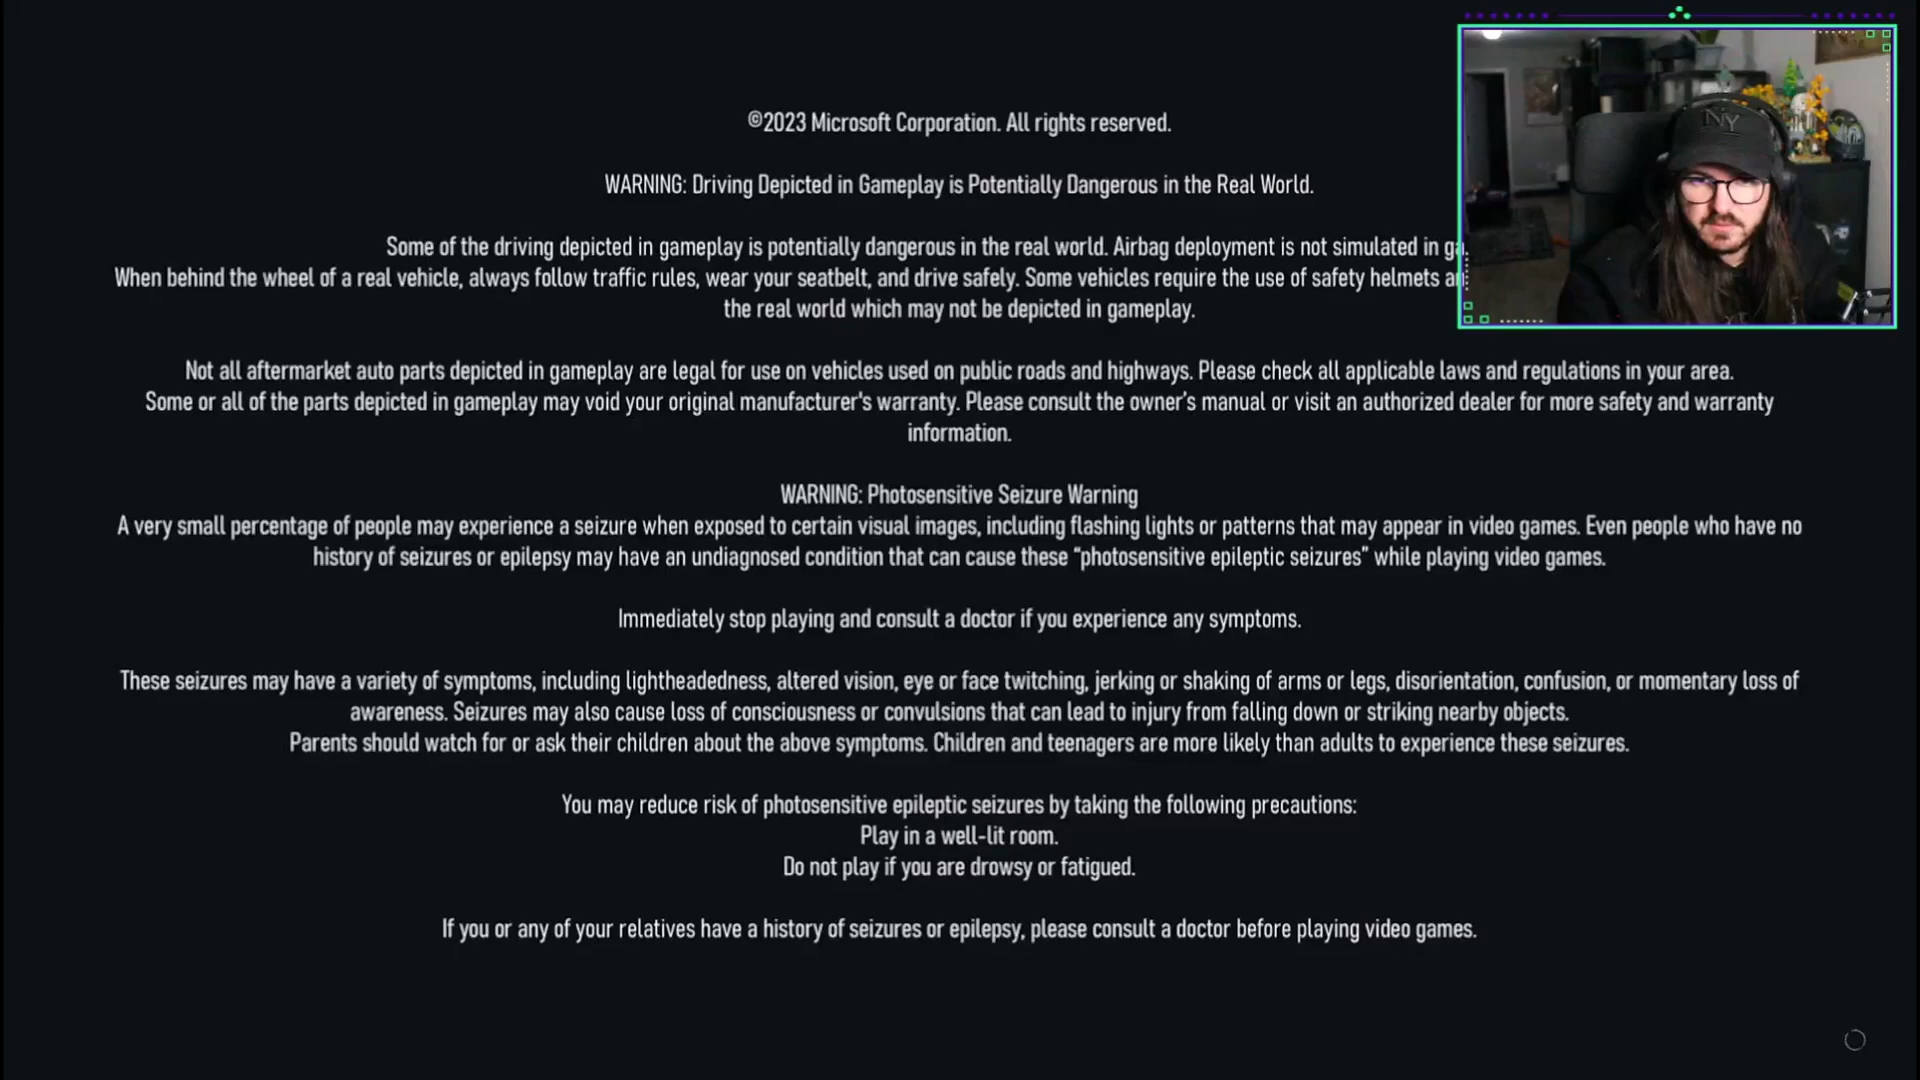 ©2023 Microsoft Corporation. All rights reserved.
WARNING: Driving Depicted in Gameplay is Potentially Dangerous in the Real World.
Some of the driving depicted in gameplay is potentially dangerous in the real world. Airbag deployment is not simulated in
When behind the wheel of a real vehicle, always follow traffic rules, wear your seatbelt, and drive safely. Some vehicles require the use of safety helmets
the real world which may not be depicted in gameplay.
Not all aftermarket auto parts depicted in gameplay are legal for use on vehicles used on public roads and highways. Please check all applicable laws and regulations in your area.
Some or all of the parts depicted in gameplay may void your original manufacturer's warranty. Please consult the owner's manual or visit an authorized dealer for more safety and warranty
information.
WARNING: Photosensitive Seizure Warning
A very small percentage of people may experience a seizure when exposed to certain visual images, including flashing lights or patterns that may appear in video games. Even people who have no
history of seizures or epilepsy may have an undiagnosed condition that can cause these “photosensitive epileptic seizures” while playing video games.
Immediately stop playing and consult a doctor if you experience any symptoms.
These seizures may have a variety of symptoms, including lightheadedness, altered vision, eye or face twitching, jerking or shaking of arms or legs, disorientation, confusion, or momentary loss of
awareness. Seizures may also cause loss of consciousness or convulsions that can lead to injury from falling down or striking nearby objects.
Parents should watch for or ask their children about the above symptoms. Children and teenagers are more likely than adults to experience these seizures.
You may reduce risk of photosensitive epileptic seizures by taking the following precautions:
Play in a well-lit room.
Do not play if you are drowsy or fatigued.
If you or any of your relatives have a history of seizures or epilepsy, please consult a doctor before playing video games.
NY